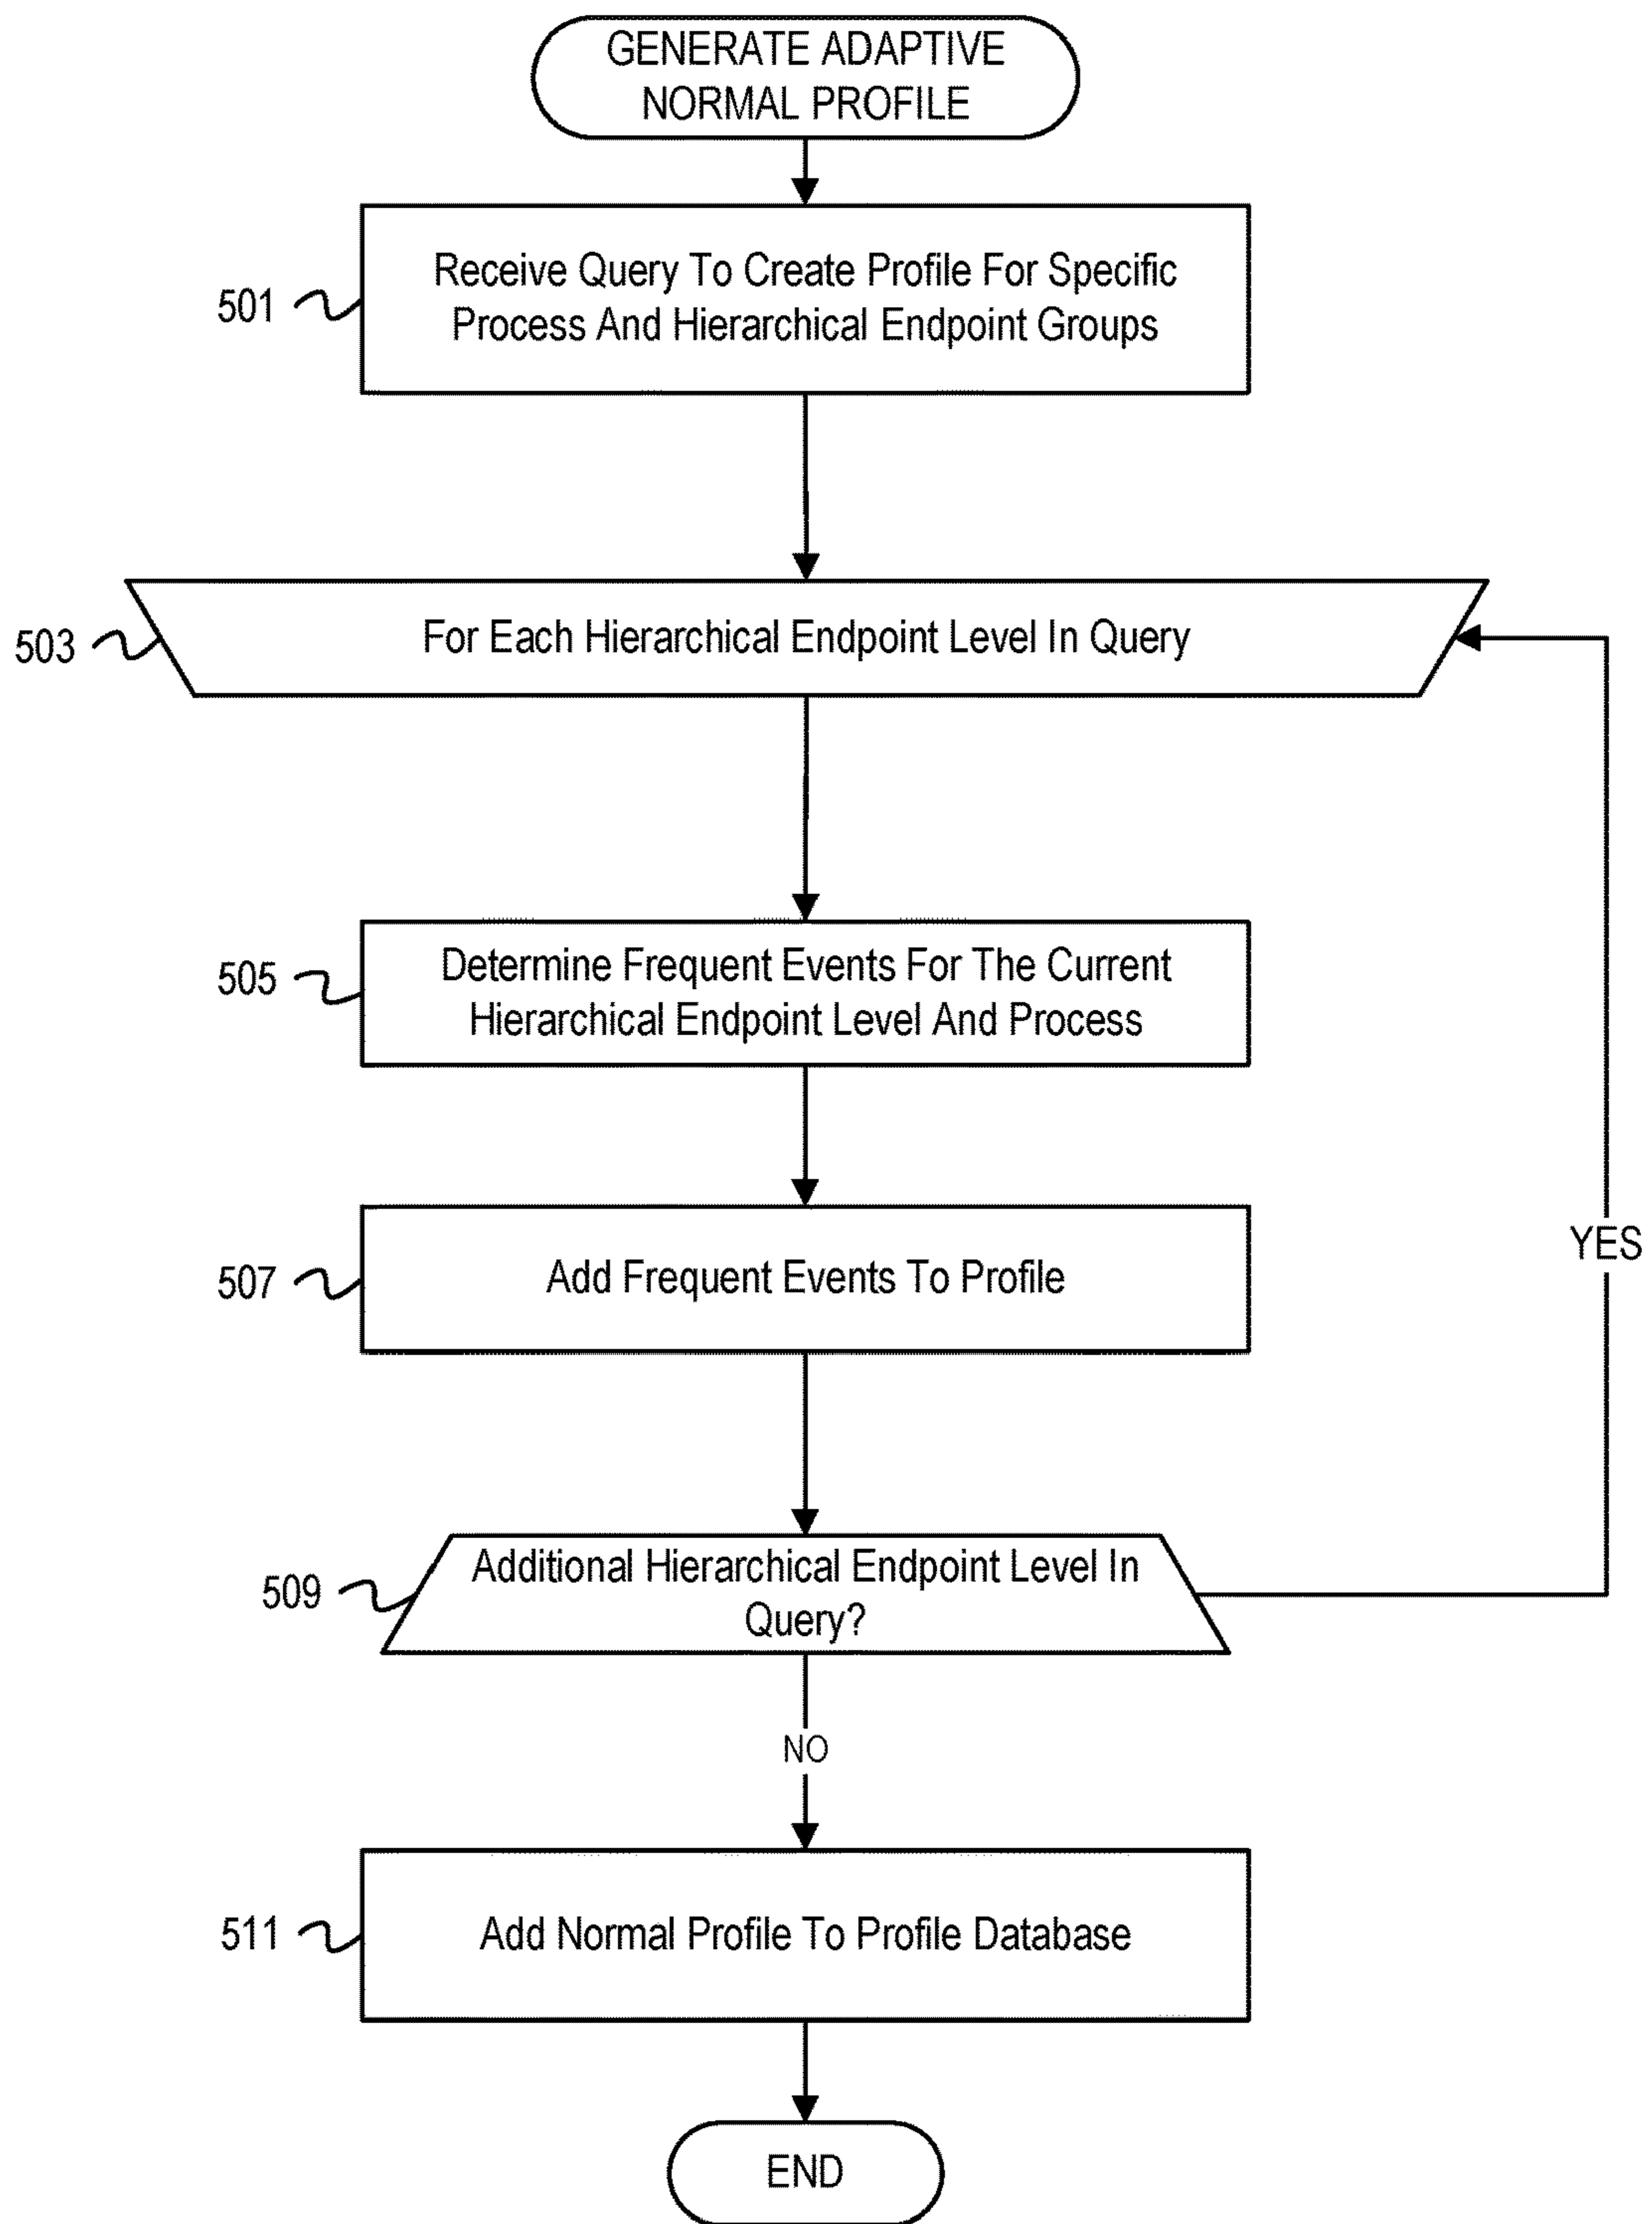 GENERATE ADAPTIVE
NORMAL PROFILE
501
Receive Query To Create Profile For Specific
Process And Hierarchical Endpoint Groups
503
For Each Hierarchical Endpoint Level In Query
505
Determine Frequent Events For The Current
Hierarchical Endpoint Level And Process
507
Add Frequent Events To Profile
YES
509
Additional Hierarchical Endpoint Level In
Query?
NO
511
Add Normal Profile To Profile Database
END